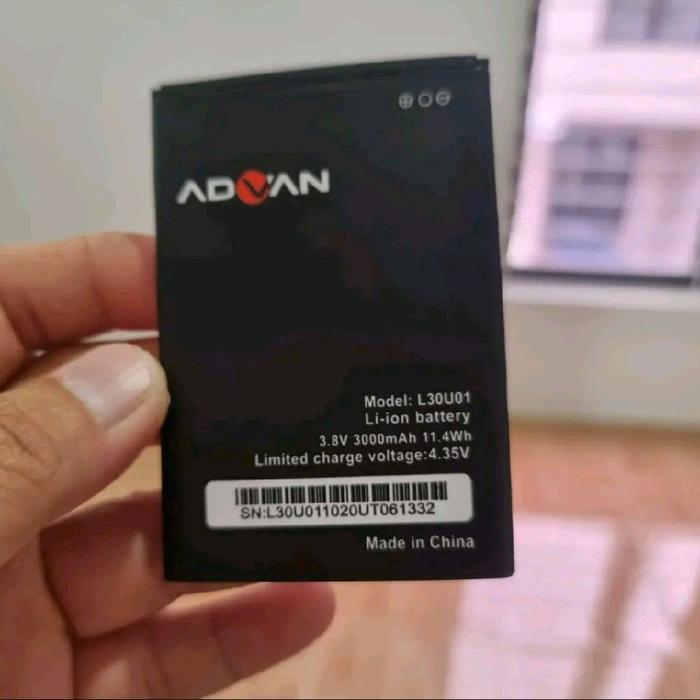 ⊕○⊖
ADVAN
Model: L30U01
Li-ion battery
3.8V 3000mAh 11.4Wh
Limited charge voltage:4.35V
SN:L30U011020UT061332
Made in China